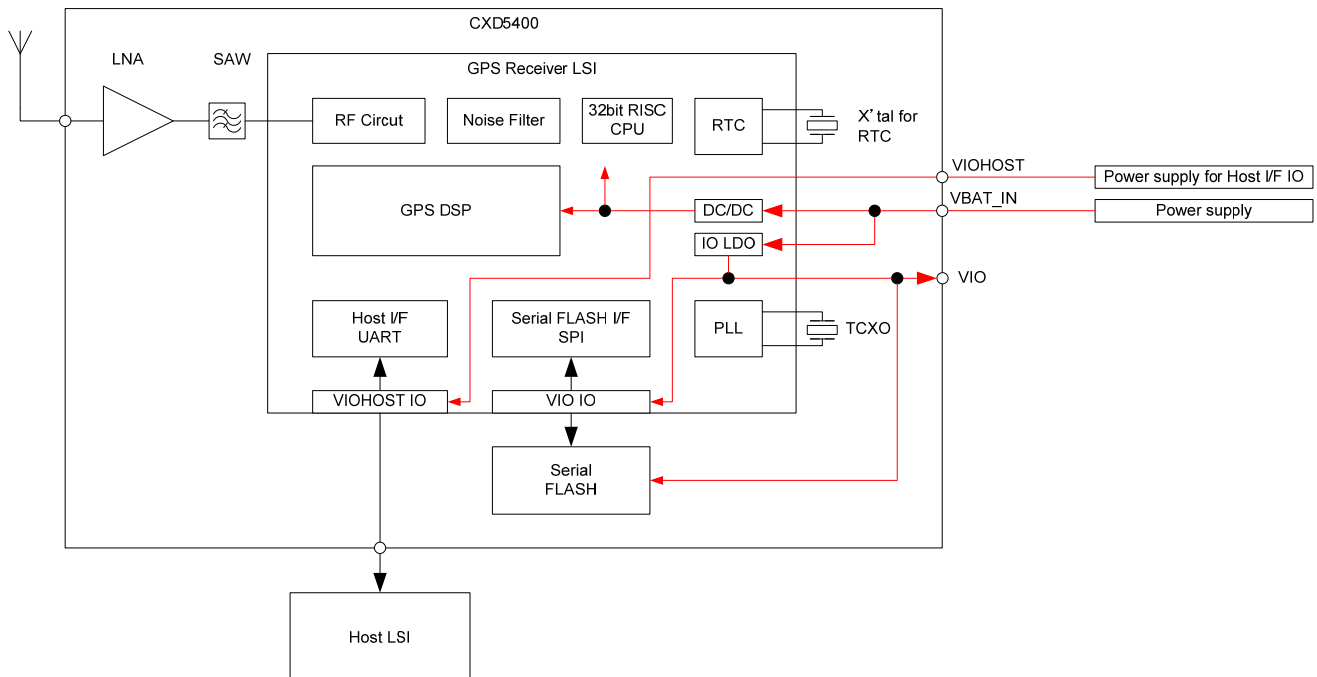 CXD5400
LNA
SAW
GPS Receiver LSI
RF Circut
Noise Filter
32bit RISC
CPU
RTC
X'tal for
RTC
VIOHOST
Power supply for Host I/F IO
GPS DSP
DC/DC
VBAT_IN
Power supply
IO LDO
VIO
Host I/F
UART
Serial FLASH I/F
SPI
PLL
TCXO
VIOHOST IO
VIO IO
Serial
FLASH
Host LSI